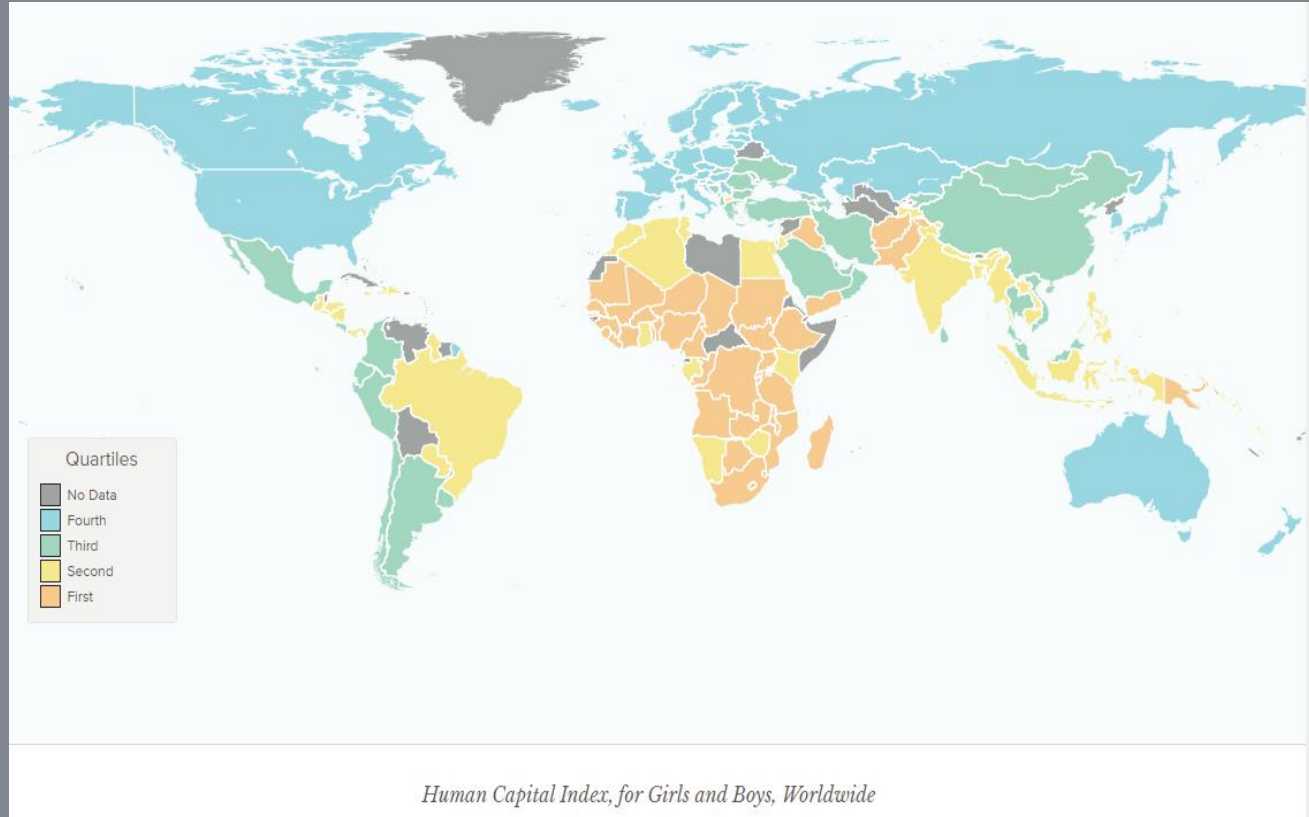 Quartiles
No Data
Fourth
Third
Second
First
Human Capital Index, for Girls and Boys, Worldwide